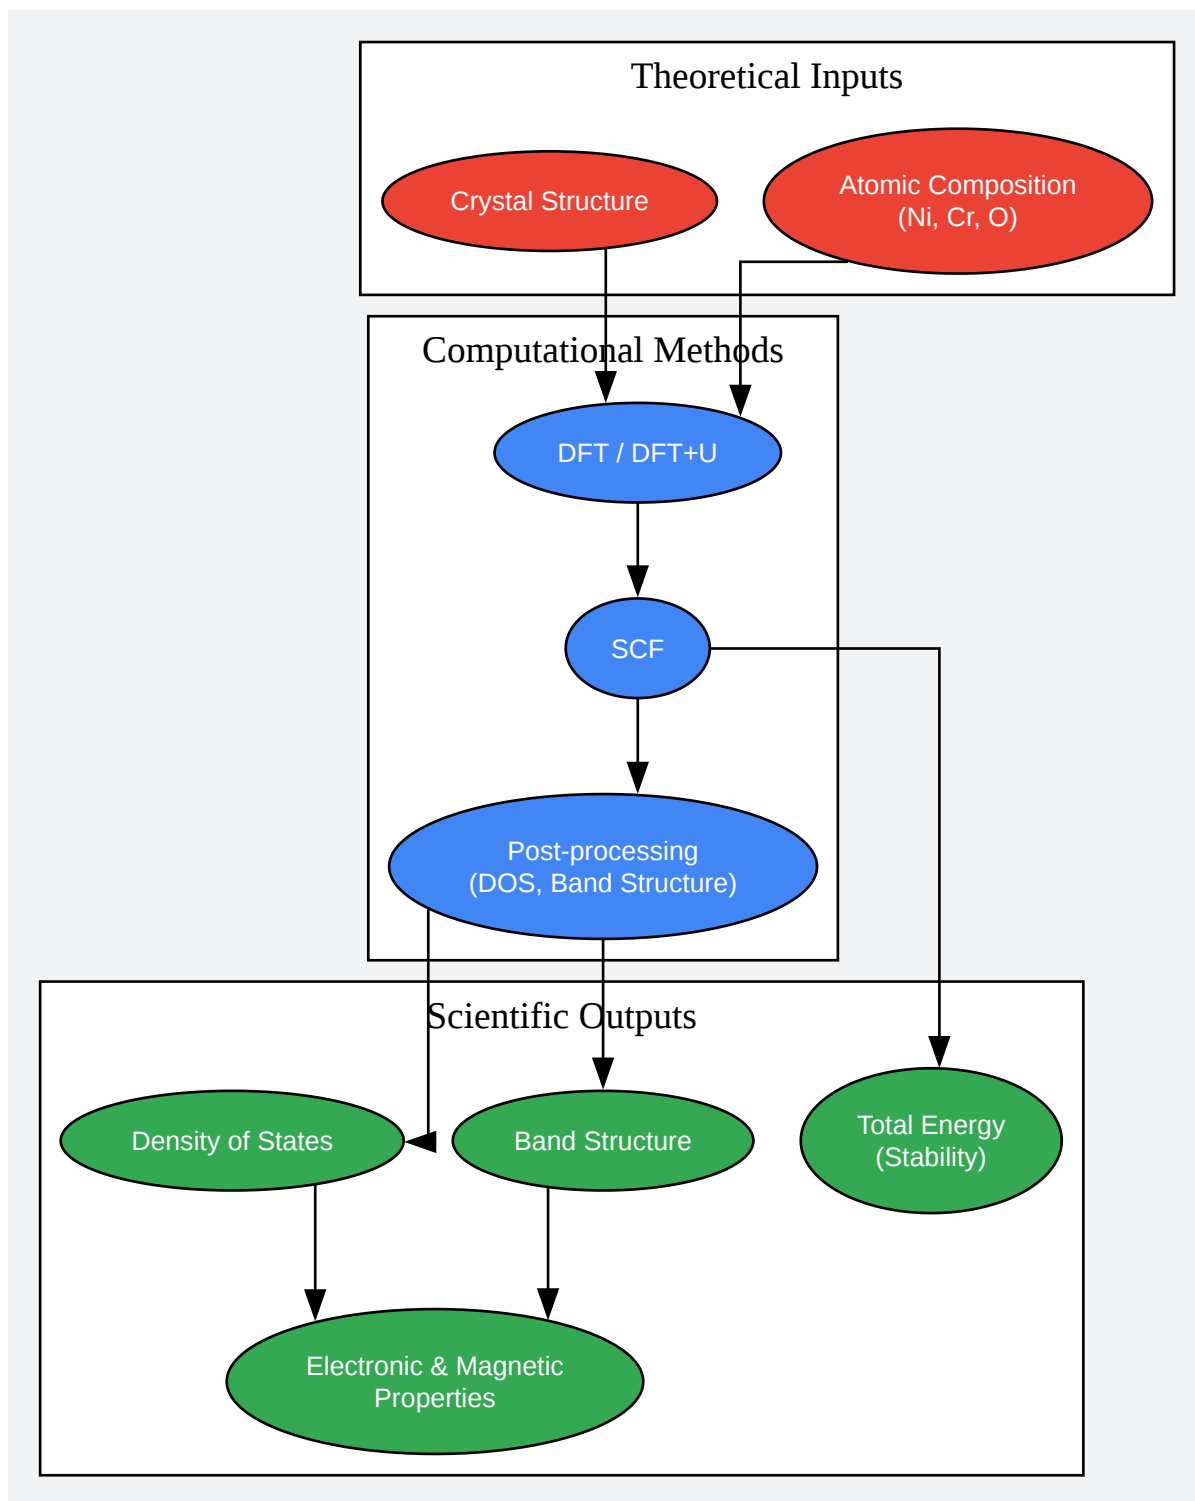 Theoretical Inputs
Crystal Structure
Atomic Composition
(Ni, Cr, O)
Computational Methods
DFT / DFT+U
SCF
Post-processing
(DOS, Band Structure)
Scientific Outputs
Density of States
Band Structure
Total Energy
(Stability)
Electronic & Magnetic
Properties